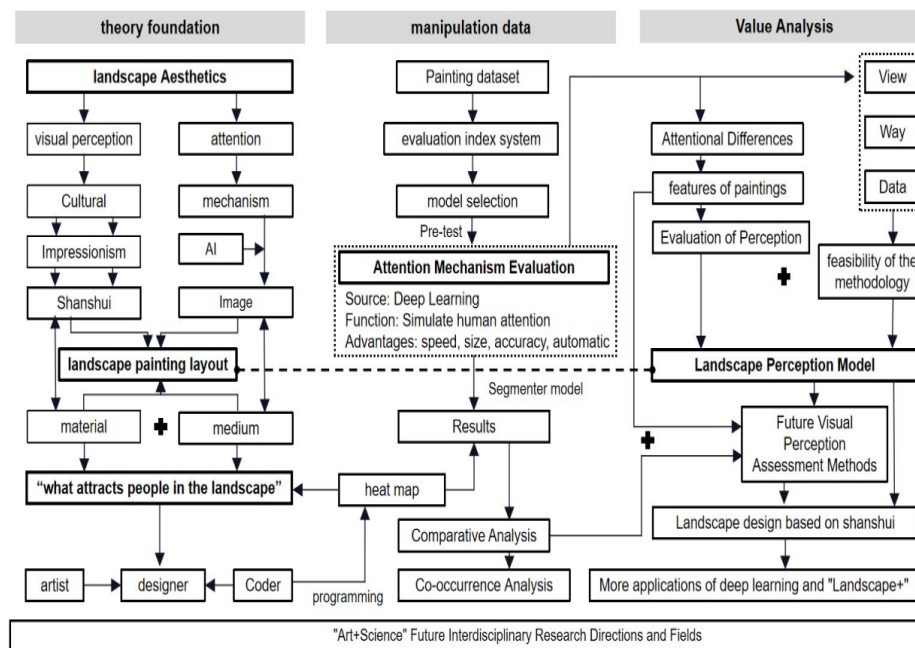 theory foundation
manipulation data
Value Analysis
landscape Aesthetics
visual perception
attention
Cultural
mechanism
Impressionism
AI
Shanshui
Image
landscape painting layout
material
medium
“what attracts people in the landscape”
artist
designer
Coder
programming
heat map
Painting dataset
evaluation index system
model selection
Pre-test
Attention Mechanism Evaluation
Source: Deep Learning
Function: Simulate human attention
Advantages: speed, size, accuracy, automatic
Segmenter model
Results
Comparative Analysis
Co-occurrence Analysis
Attentional Differences
features of paintings
Evaluation of Perception
View
Way
Data
feasibility of the
methodology
Landscape Perception Model
Future Visual
Perception
Assessment Methods
Landscape design based on shanshui
More applications of deep learning and "Landscape+"
"Art+Science" Future Interdisciplinary Research Directions and Fields